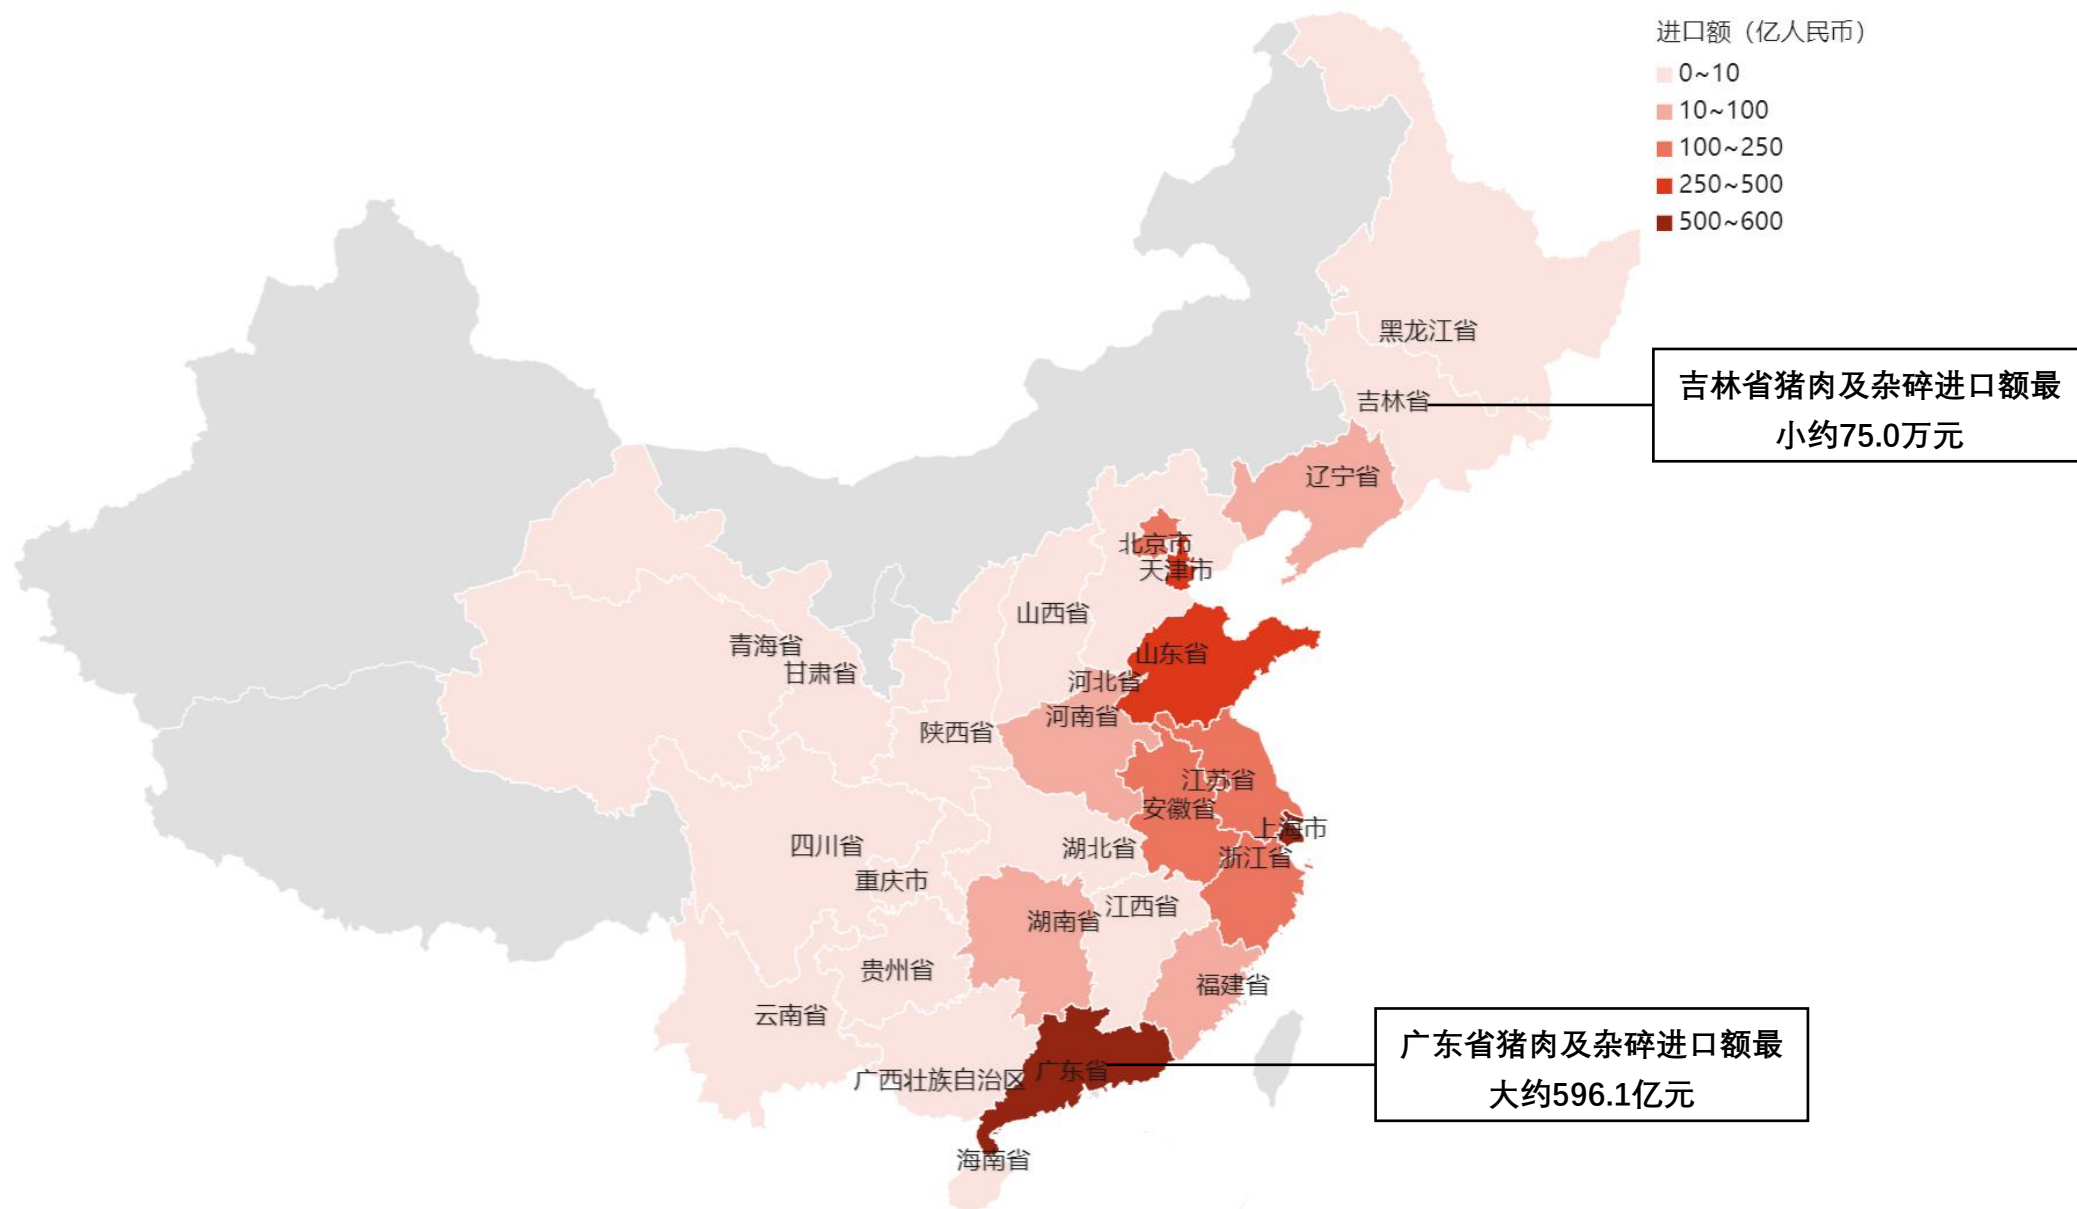 进口额（亿人民币）
0~10
10~100
100~250
250~500
500~600
黑龙江省
吉林省
吉林省猪肉及杂碎进口额最
小约75.0万元
辽宁省
北京市
天津市
山西省
青海省
甘肃省
山东省
河北省
河南省
陕西省
江苏省
安徽省
上海市
四川省
湖北省
浙江省
重庆市
湖南省
江西省
贵州省
福建省
云南省
广西壮族自治区
广东省
广东省猪肉及杂碎进口额最
大约596.1亿元
海南省